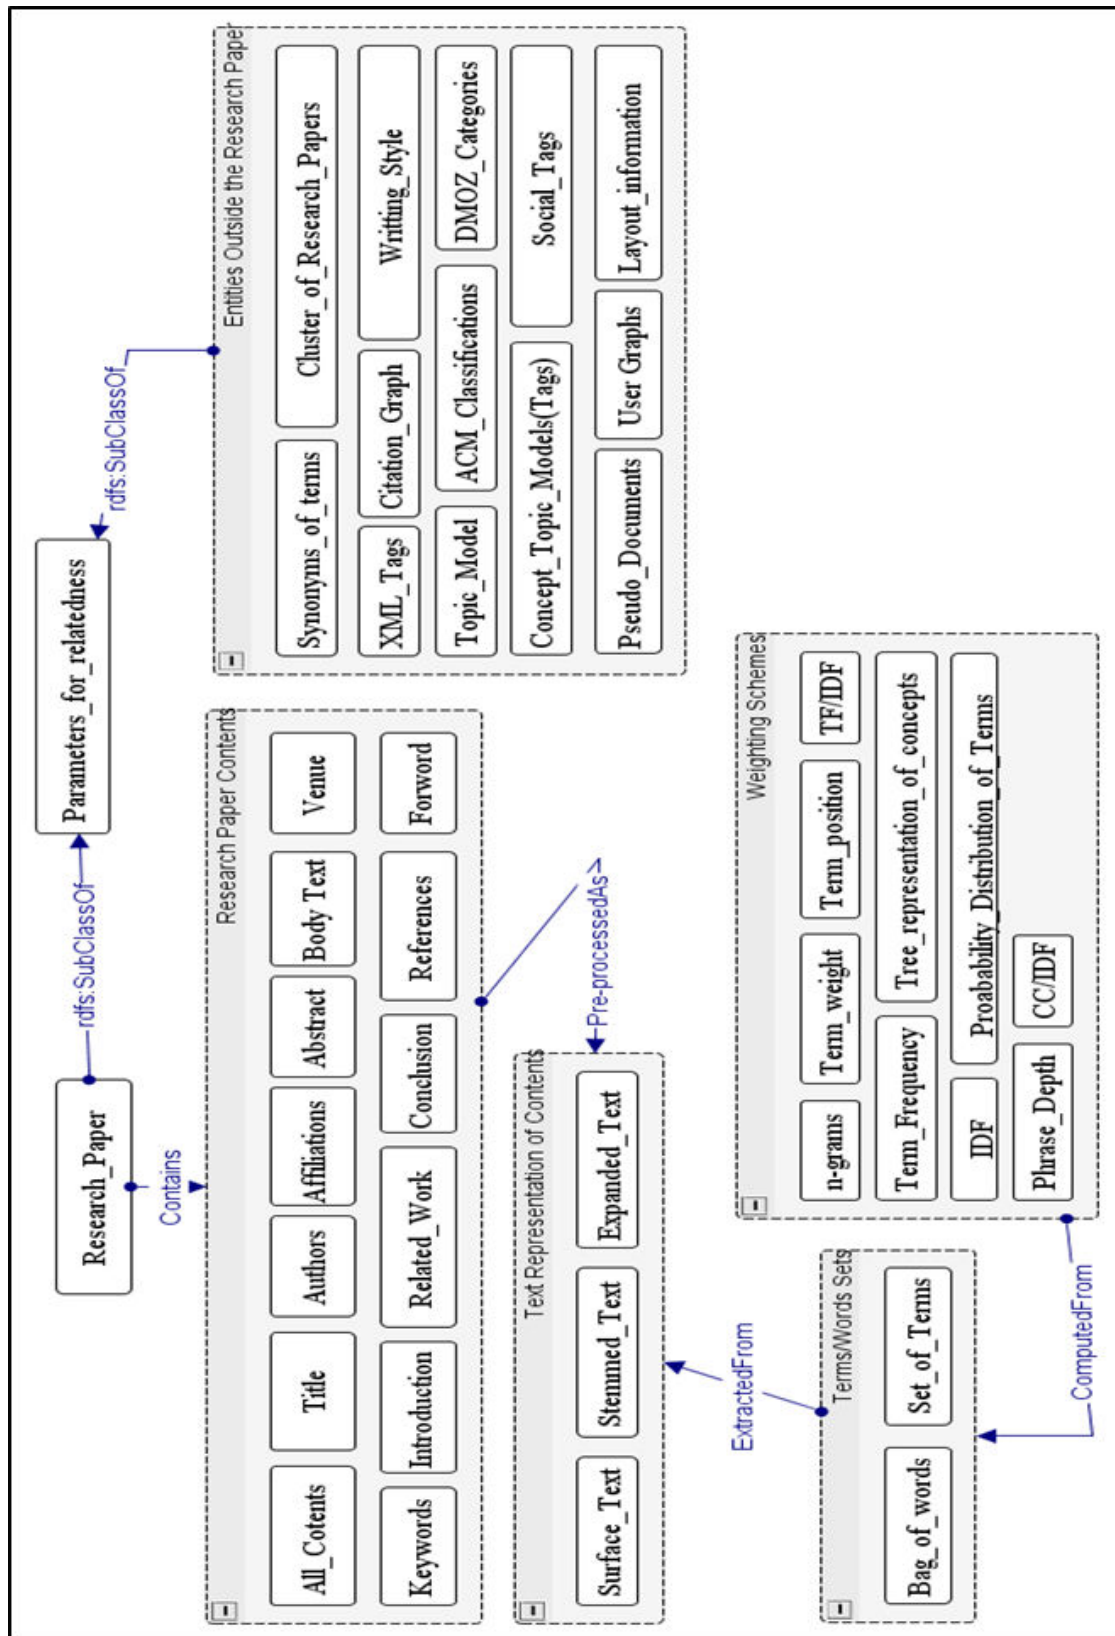 Research_Paper
rdfs:SubClassOf
Parameters_for_relatedness
rdfs:SubClassOf
Contains
Research Paper Contents
All_Cotents
Title
Authors
Affiliations
Abstract
Body Text
Venue
Keywords
Introduction
Related_Work
Conclusion
References
Forword
Entities Outside the Research Paper
Synonyms_of_terms
Cluster_of_Research_Papers
XML_Tags
Citation_Graph
Writting_Style
Topic_Model
ACM_Classifications
DMOZ_Categories
Concept_Topic_Models(Tags)
Social_Tags
Pseudo_Documents
User Graphs
Layout_information
Pre-processedAs
Text Representation of Contents
Surface_Text
Stemmed_Text
Expanded_Text
ExtractedFrom
Terms/Words Sets
Bag_of_words
Set_of_Terms
ComputedFrom
Weighting Schemes
n-grams
Term_weight
Term_position
TF/IDF
Term_Frequency
Tree_representation_of_concepts
IDF
Proabability_Distribution_of_Terms
Phrase_Depth
CC/IDF